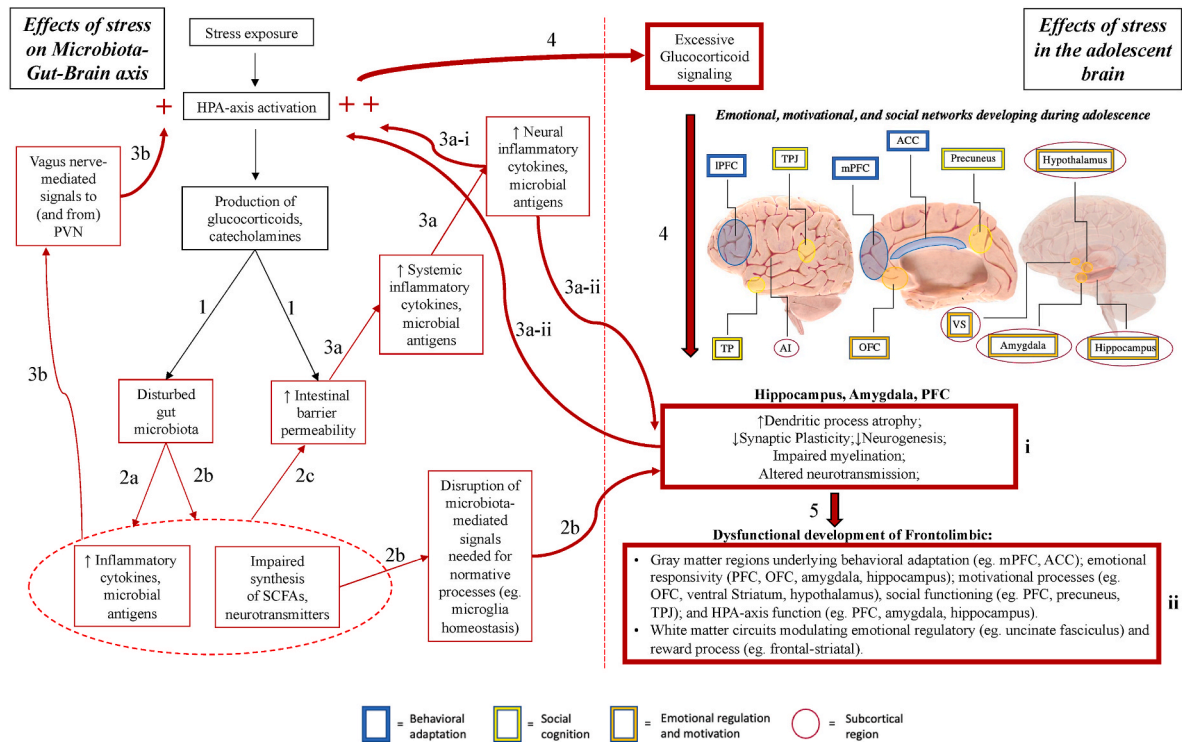 Effects of stress
on Microbiota-
Gut-Brain axis
Stress exposure
HPA-axis activation
+
+ +
Vagus nerve-
mediated
signals to
(and from)
PVN
3b
Production of
glucocorticoids,
catecholamines
1
1
3b
Disturbed
gut
microbiota
↑ Intestinal
barrier
permeability
2a
2b
2c
↑ Inflammatory
cytokines,
microbial
antigens
Impaired
synthesis
of SCFAs,
neurotransmitters
2b
Disruption of
microbiota-
mediated
signals
needed for
normative
processes (eg.
microglia
homeostasis)
2b
3a
↑ Systemic
inflammatory
cytokines,
microbial
antigens
3a
3a-i
↑ Neural
inflammatory
cytokines,
microbial
antigens
3a-ii
3a-ii
4
Excessive
Glucocorticoid
signaling
Effects of stress
in the adolescent
brain
4
Emotional, motivational, and social networks developing during adolescence
lPFC
TPJ
mPFC
ACC
Precuneus
Hypothalamus
TP
AI
OFC
VS
Amygdala
Hippocampus
Hippocampus, Amygdala, PFC
↑Dendritic process atrophy;
↓Synaptic Plasticity;↓Neurogenesis;
Impaired myelination;
Altered neurotransmission;
i
5
Dysfunctional development of Frontolimbic:
• Gray matter regions underlying behavioral adaptation (eg. mPFC, ACC); emotional
responsivity (PFC, OFC, amygdala, hippocampus); motivational processes (eg.
OFC, ventral Striatum, hypothalamus), social functioning (eg. PFC, precuneus,
TPJ); and HPA-axis function (eg. PFC, amygdala, hippocampus).
• White matter circuits modulating emotional regulatory (eg. uncinate fasciculus) and
reward process (eg. frontal-striatal).
ii
= Behavioral
adaptation
= Social
cognition
= Emotional regulation
and motivation
= Subcortical
region